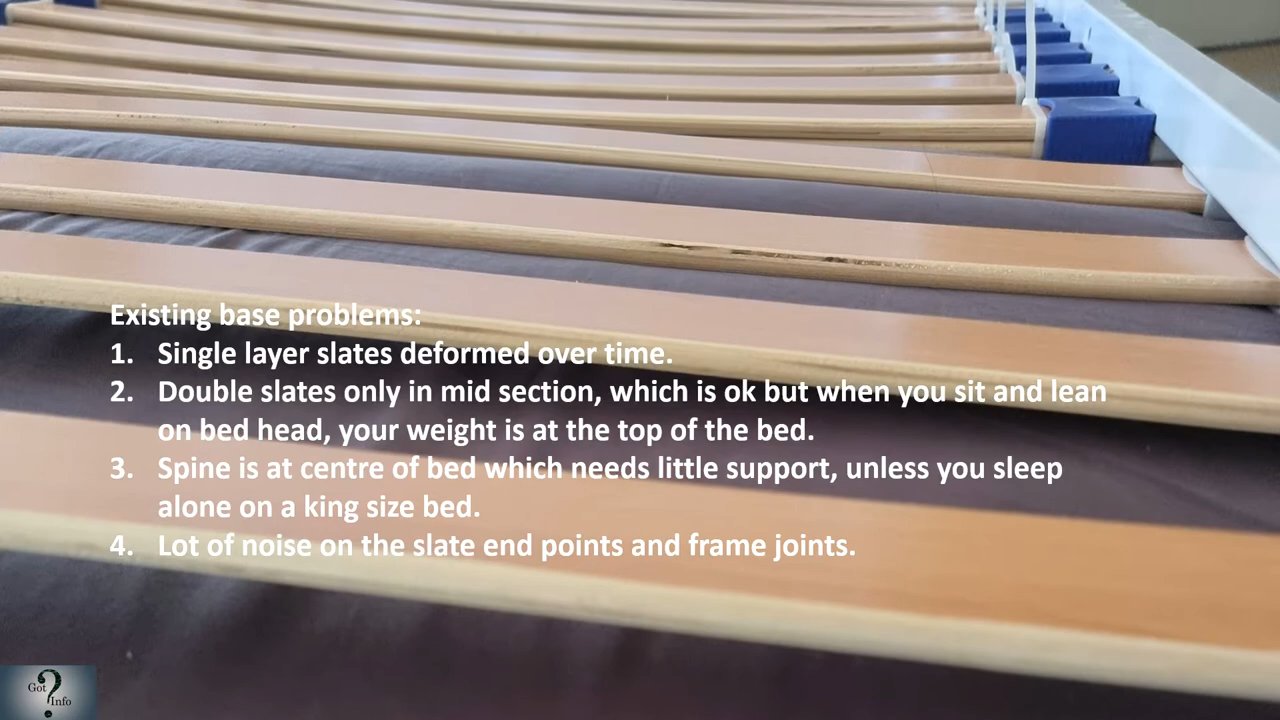 Existing base problems:
1. Single layer slates deformed over time.
2. Double slates only in mid section, which is ok but when you sit and lean
on bed head, your weight is at the top of the bed.
3. Spine is at centre of bed which needs little support, unless you sleep
alone on a king size bed.
4. Lot of noise on the slate end points and frame joints.
Got ?
Info